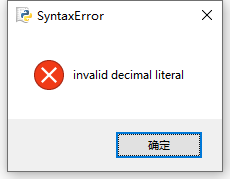 SyntaxError
invalid decimal literal
确定